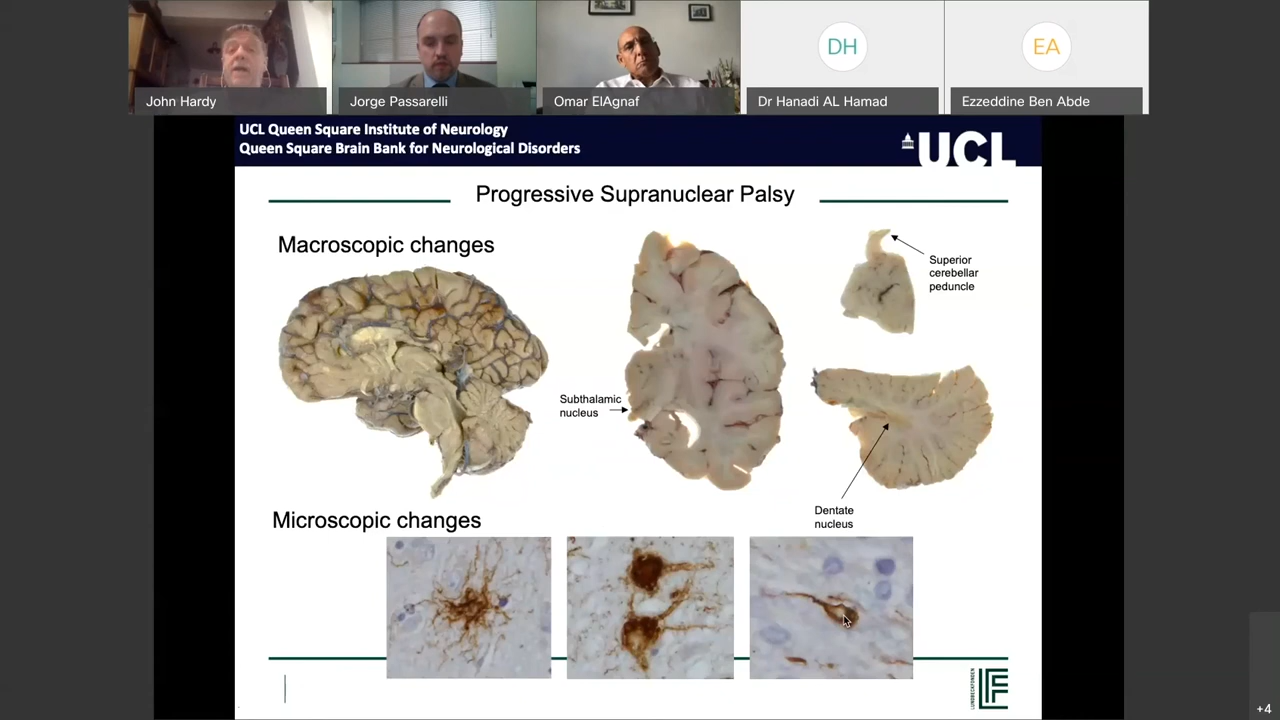 DH
EA
John Hardy
Jorge Passarelli
Omar ElAgnaf
Dr Hanadi AL Hamad
Ezzeddine Ben Abde
UCL Queen Square Institute of Neurology
Queen Square Brain Bank for Neurological Disorders
UCL
Progressive Supranuclear Palsy
Macroscopic changes
Superior
cerebellar
peduncle
Subthalamic
nucleus
Dentate
nucleus
Microscopic changes
LUNDBECKFONDEN
+4